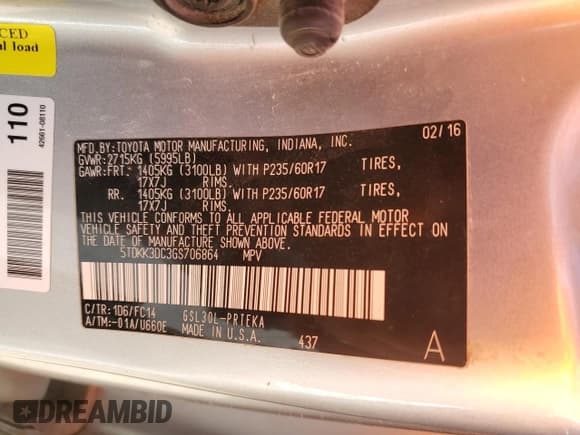 CED
al load
110
42661-08110
MFD.BY:TOYOTA MOTOR MANUFACTURING, INDIANA, INC. 02/16
GVWR:2715KG (5995LB)
GAWR:FRT. 1405KG (3100LB) WITH P235/60R17 TIRES,
17X7J RIMS.
RR. 1405KG (3100LB) WITH P235/60R17 TIRES,
17X7J RIMS.
THIS VEHICLE CONFORMS TO ALL APPLICABLE FEDERAL MOTOR
VEHICLE SAFETY AND THEFT PREVENTION STANDARDS IN EFFECT ON
THE DATE OF MANUFACTURE SHOWN ABOVE.
5TDKK3DC3GS706864 MPV
C/TR: 1D6/FC14 GSL30L-PRTEKA
A/TM:-01A/U660E MADE IN U.S.A. 437 A
DREAMBID